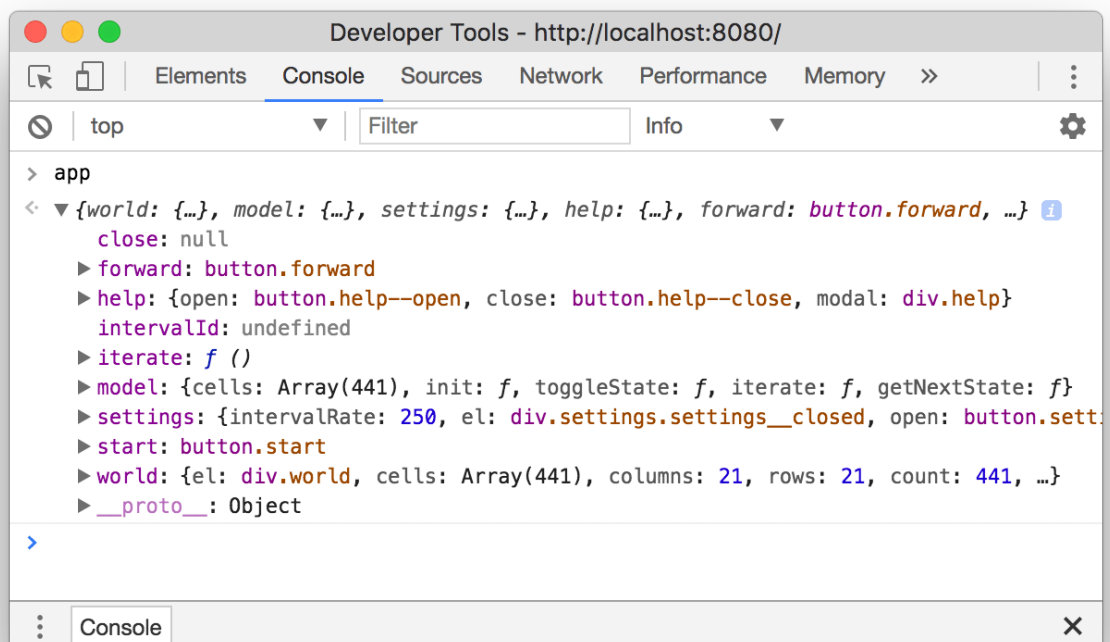 Developer Tools - http://localhost:8080/
Elements Console Sources Network Performance Memory »
top ▼ Filter Info ▼
> app
▼{world: {…}, model: {…}, settings: {…}, help: {…}, forward: button.forward, …} i
close: null
▶forward: button.forward
▶help: {open: button.help--open, close: button.help--close, modal: div.help}
intervalId: undefined
▶iterate: ƒ ()
▶model: {cells: Array(441), init: ƒ, toggleState: ƒ, iterate: ƒ, getNextState: ƒ}
▶settings: {intervalRate: 250, el: div.settings.settings__closed, open: button.setti
▶start: button.start
▶world: {el: div.world, cells: Array(441), columns: 21, rows: 21, count: 441, …}
▶__proto__: Object
>
Console